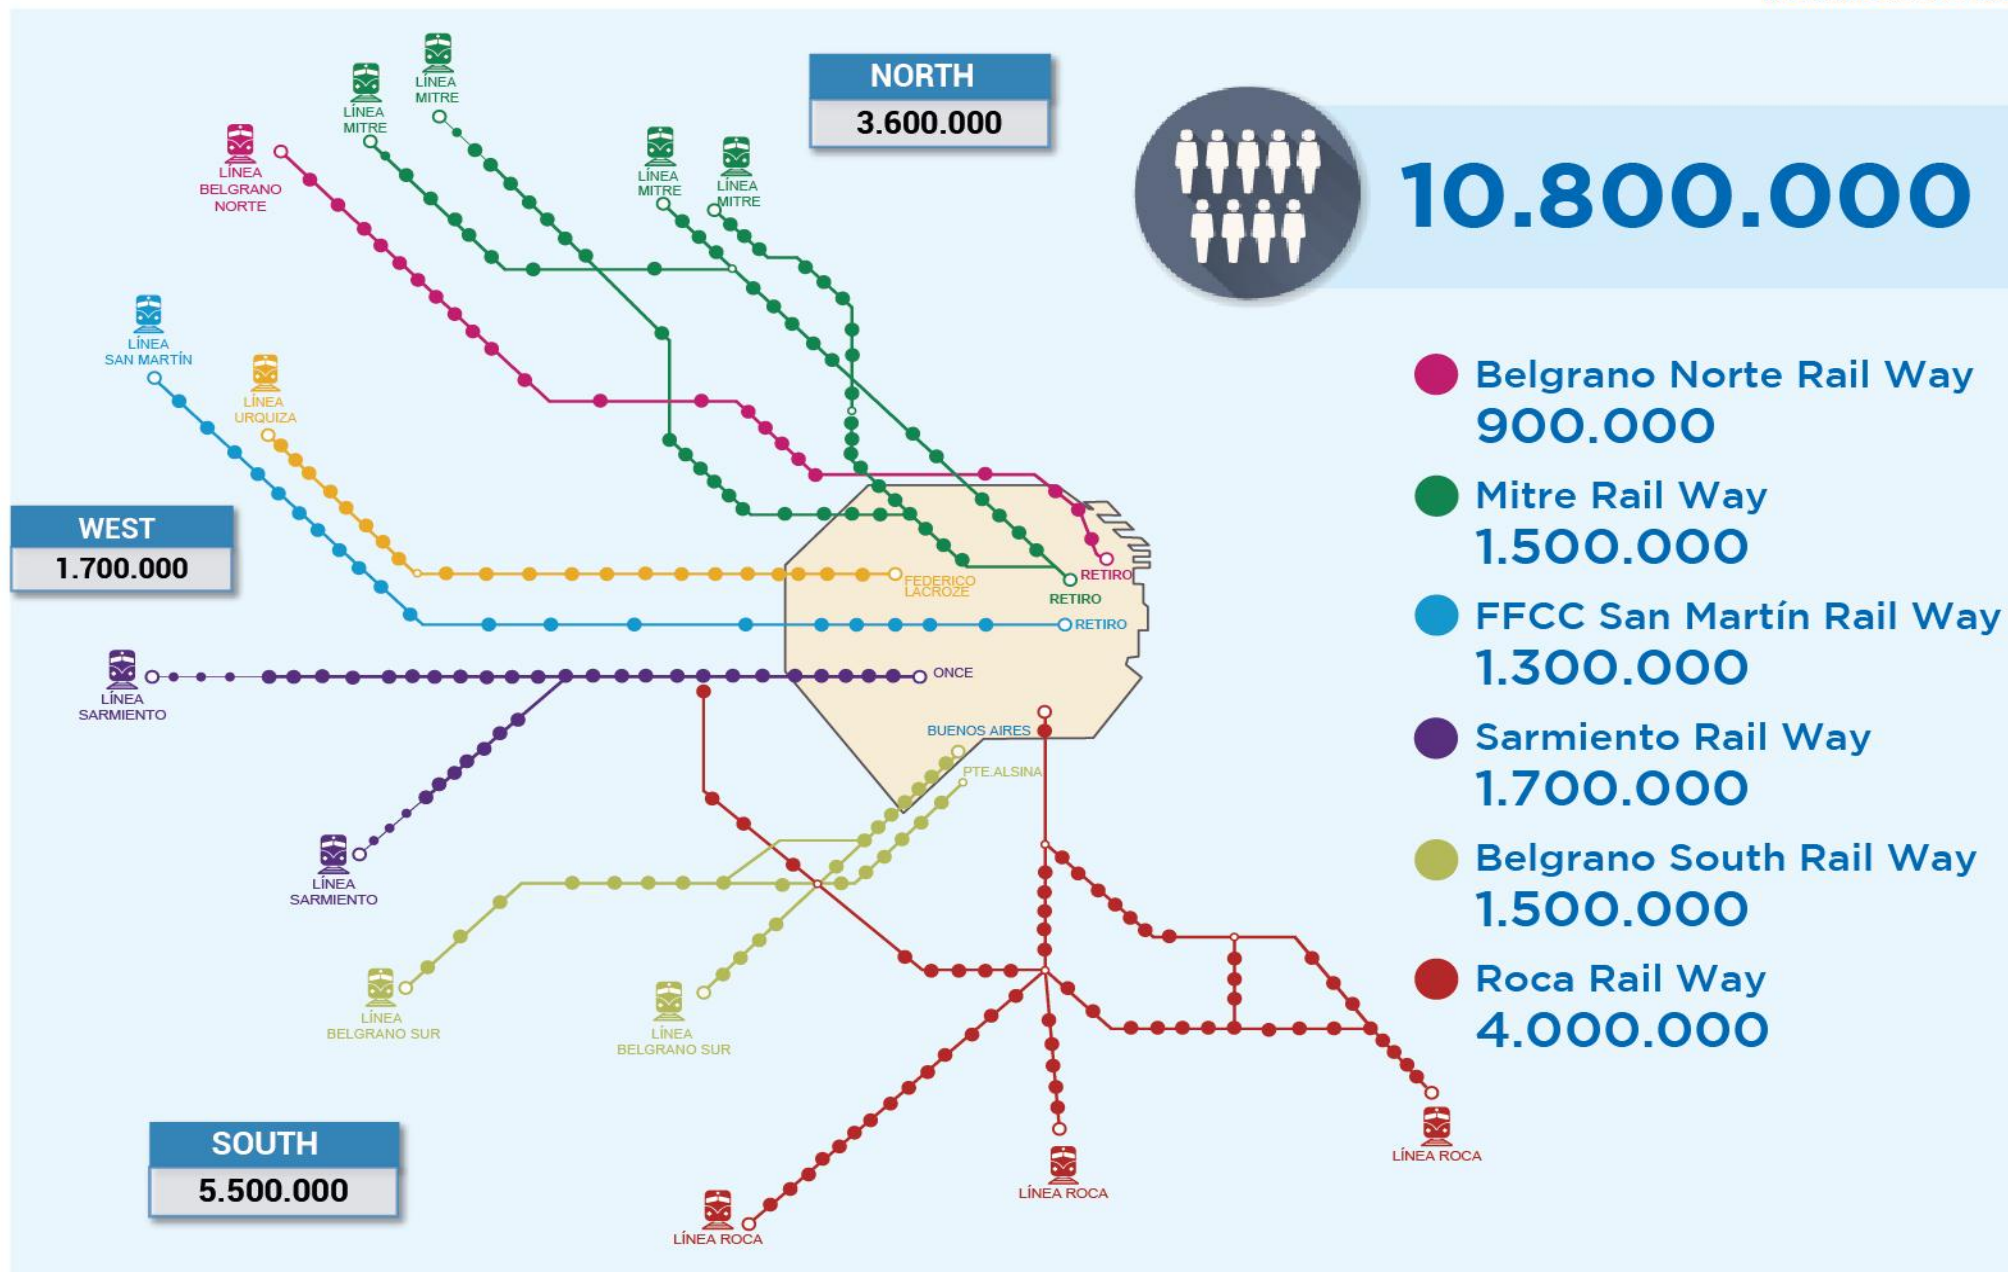 LÍNEA
MITRE
LÍNEA
MITRE
LÍNEA
BELGRANO
NORTE
LÍNEA
MITRE
LÍNEA
MITRE
NORTH
3.600.000
10.800.000
LÍNEA
SAN MARTÍN
LÍNEA
URQUIZA
WEST
1.700.000
FEDERICO
LACROZE
RETIRO
RETIRO
RETIRO
ONCE
LÍNEA
SARMIENTO
BUENOS AIRES
PTE.ALSINA
LÍNEA
SARMIENTO
LÍNEA
BELGRANO SUR
LÍNEA
BELGRANO SUR
LÍNEA ROCA
LÍNEA ROCA
LÍNEA ROCA
SOUTH
5.500.000
Belgrano Norte Rail Way
900.000
Mitre Rail Way
1.500.000
FFCC San Martín Rail Way
1.300.000
Sarmiento Rail Way
1.700.000
Belgrano South Rail Way
1.500.000
Roca Rail Way
4.000.000